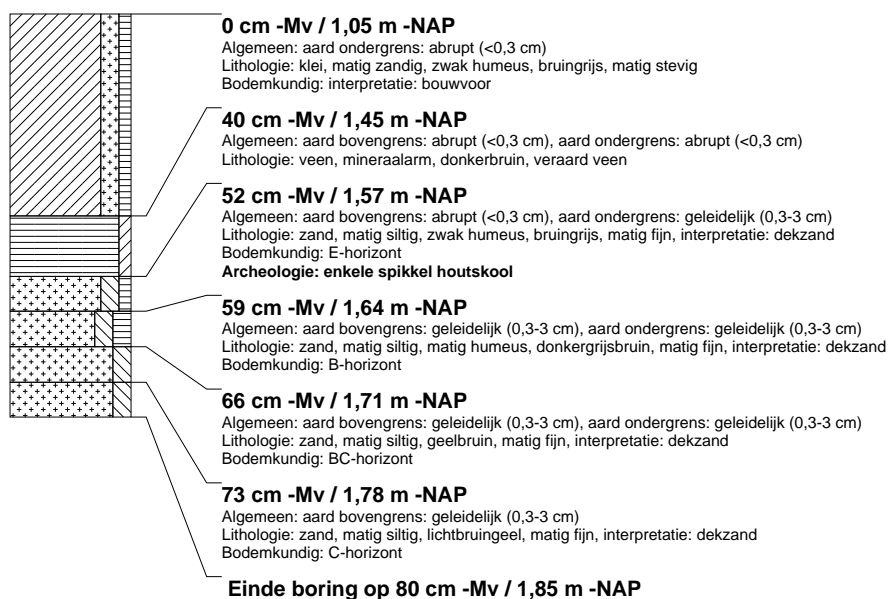 0 cm -Mv / 1,05 m -NAP
Algemeen: aard ondergrens: abrupt (<0,3 cm)
Lithologie: klei, matig zandig, zwak humeus, bruingrijs, matig stevig
Bodemkundig: interpretatie: bouwvoor
40 cm -Mv / 1,45 m -NAP
Algemeen: aard bovengrens: abrupt (<0,3 cm), aard ondergrens: abrupt (<0,3 cm)
Lithologie: veen, mineraalarm, donkerbruin, veraard veen
52 cm -Mv / 1,57 m -NAP
Algemeen: aard bovengrens: abrupt (<0,3 cm), aard ondergrens: geleidelijk (0,3-3 cm)
Lithologie: zand, matig siltig, zwak humeus, bruingrijs, matig fijn, interpretatie: dekzand
Bodemkundig: E-horizont
Archeologie: enkele spikkel houtskool
59 cm -Mv / 1,64 m -NAP
Algemeen: aard bovengrens: geleidelijk (0,3-3 cm), aard ondergrens: geleidelijk (0,3-3 cm)
Lithologie: zand, matig siltig, matig humeus, donkergrijsbruin, matig fijn, interpretatie: dekzand
Bodemkundig: B-horizont
66 cm -Mv / 1,71 m -NAP
Algemeen: aard bovengrens: geleidelijk (0,3-3 cm), aard ondergrens: geleidelijk (0,3-3 cm)
Lithologie: zand, matig siltig, geelbruin, matig fijn, interpretatie: dekzand
Bodemkundig: BC-horizont
73 cm -Mv / 1,78 m -NAP
Algemeen: aard bovengrens: geleidelijk (0,3-3 cm)
Lithologie: zand, matig siltig, lichtbruingeel, matig fijn, interpretatie: dekzand
Bodemkundig: C-horizont
Einde boring op 80 cm -Mv / 1,85 m -NAP